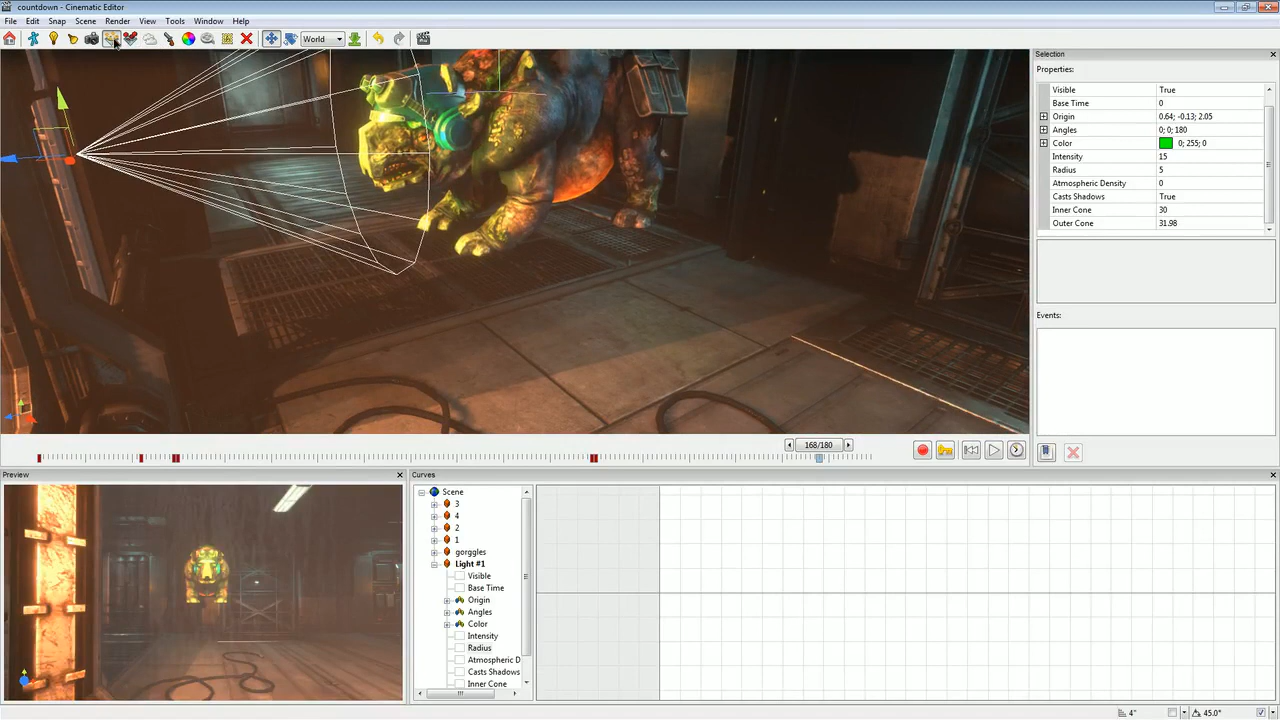 countdown - Cinematic Editor
File Edit Snap Scene Render View Tools Window Help
World
Selection
Properties:
Visible True
Base Time 0
Origin 0.64; -0.13; 2.05
Angles 0; 0; 180
Color 0; 255; 0
Intensity 15
Radius 5
Atmospheric Density 0
Casts Shadows True
Inner Cone 30
Outer Cone 31.98
Events:
168/180
Preview
Curves
Scene
3
4
2
1
gorggles
Light #1
Visible
Base Time
Origin
Angles
Color
Intensity
Radius
Atmospheric D
Casts Shadows
Inner Cone
4" 45.0°